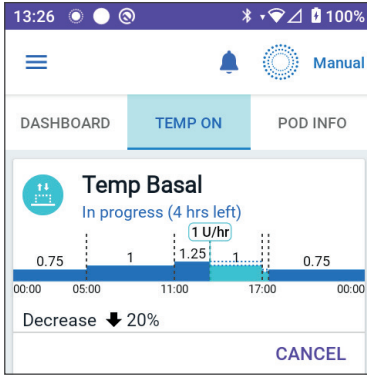 13:26 100%
Manual
DASHBOARD TEMP ON POD INFO
Temp Basal
In progress (4 hrs left)
1 U/hr
0.75 1 1.25 1 0.75
00:00 05:00 11:00 17:00 00:00
Decrease 20%
CANCEL